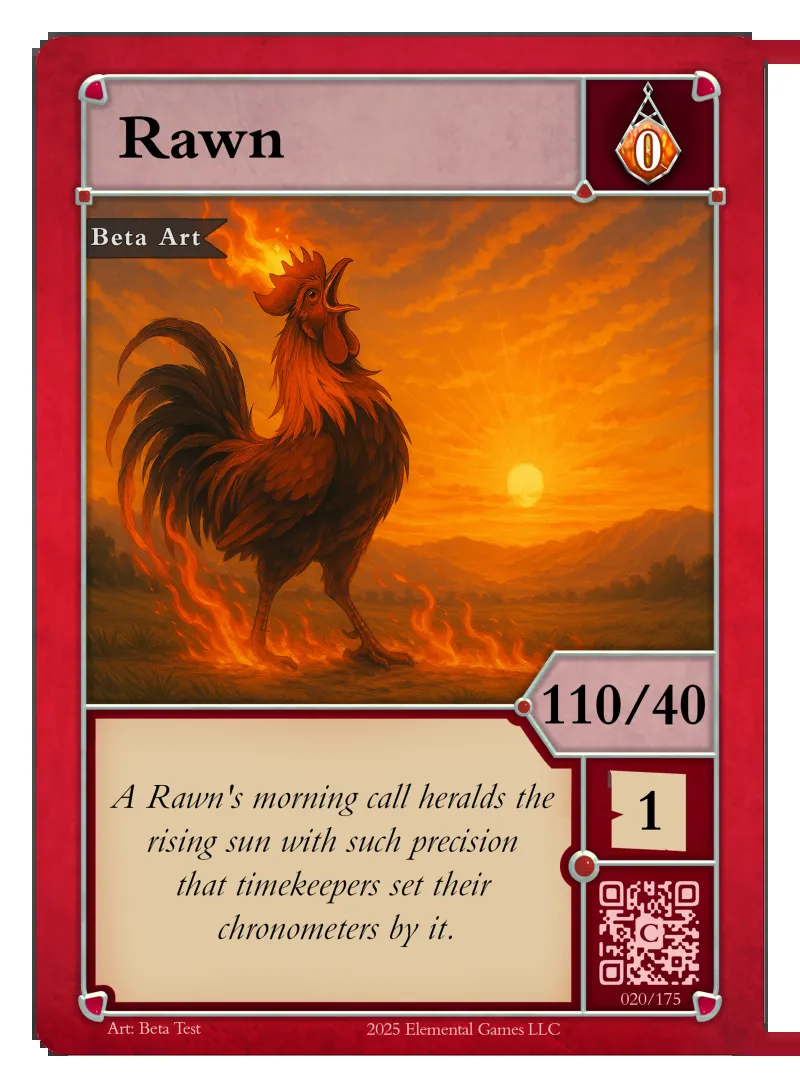 Rawn
0
Beta Art
110/40
A Rawn's morning call heralds the
rising sun with such precision
that timekeepers set their
chronometers by it.
1
C
020/175
Art: Beta Test
2025 Elemental Games LLC